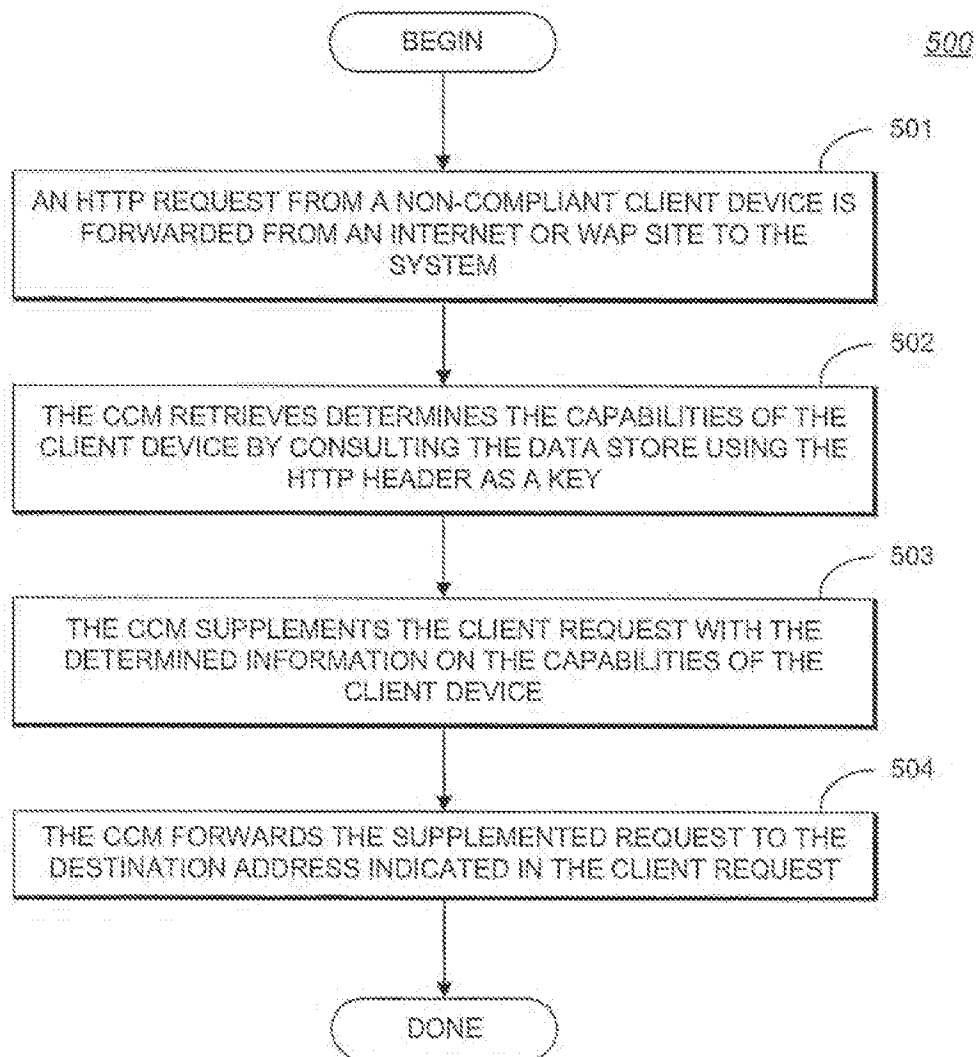 BEGIN
500
501
AN HTTP REQUEST FROM A NON-COMPLIANT CLIENT DEVICE IS
FORWARDED FROM AN INTERNET OR WAP SITE TO THE
SYSTEM
502
THE CCM RETRIEVES DETERMINES THE CAPABILITIES OF THE
CLIENT DEVICE BY CONSULTING THE DATA STORE USING THE
HTTP HEADER AS A KEY
503
THE CCM SUPPLEMENTS THE CLIENT REQUEST WITH THE
DETERMINED INFORMATION ON THE CAPABILITIES OF THE
CLIENT DEVICE
504
THE CCM FORWARDS THE SUPPLEMENTED REQUEST TO THE
DESTINATION ADDRESS INDICATED IN THE CLIENT REQUEST
DONE